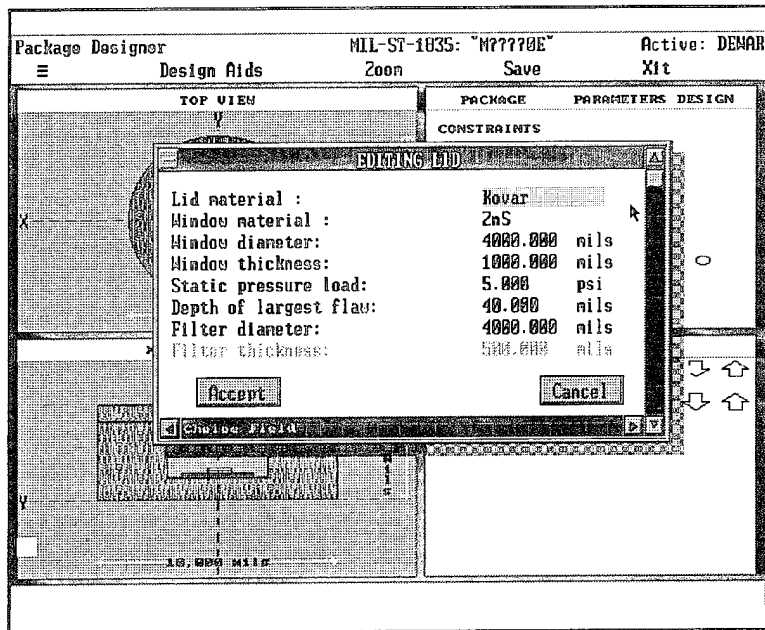 Package Designer MIL-ST-1835: "M????0E" Active: DEWAR
≡ Design Aids Zoom Save Xit
TOP VIEW
PACKAGE PARAMETERS DESIGN
CONSTRAINTS
Y
X
EDITING LID
Lid material : Kovar
Window material : ZnS
Window diameter: 4000.000 mils
Window thickness: 1000.000 mils
Static pressure load: 5.000 psi
Depth of largest flaw: 40.000 mils
Filter diameter: 4000.000 mils
Filter thickness: 500.000 mils
Accept Cancel
Choice Field
Y
10,000 Mils